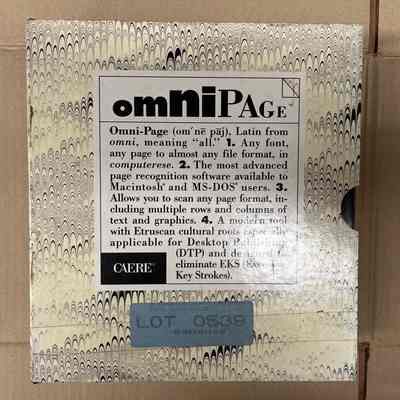 omniPAGE
Omni-Page (om′nē pāj), Latin from
omni, meaning "all." 1. Any font,
any page to almost any file format, in
computerese. 2. The most advanced
page recognition software available to
Macintosh® and MS-DOS® users. 3.
Allows you to scan any page format, in-
cluding multiple rows and columns of
text and graphics. 4. A modern tool
with Etruscan cultural roots especially
applicable for Desktop Publishing
(DTP) and designed to
eliminate EKS (Excessive
Key Strokes).
CAERE
LOT 0539